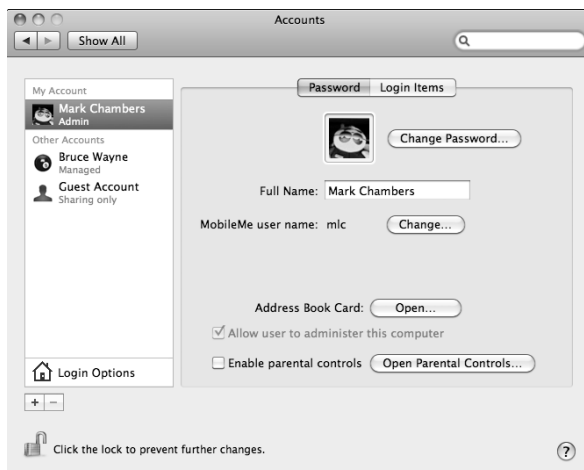 Accounts
Show All
My Account
Mark Chambers
Admin
Other Accounts
Bruce Wayne
Managed
Guest Account
Sharing only
Login Options
+ −
Password Login Items
Change Password...
Full Name: Mark Chambers
MobileMe user name: mlc Change...
Address Book Card: Open...
Allow user to administer this computer
Enable parental controls Open Parental Controls...
Click the lock to prevent further changes.
?